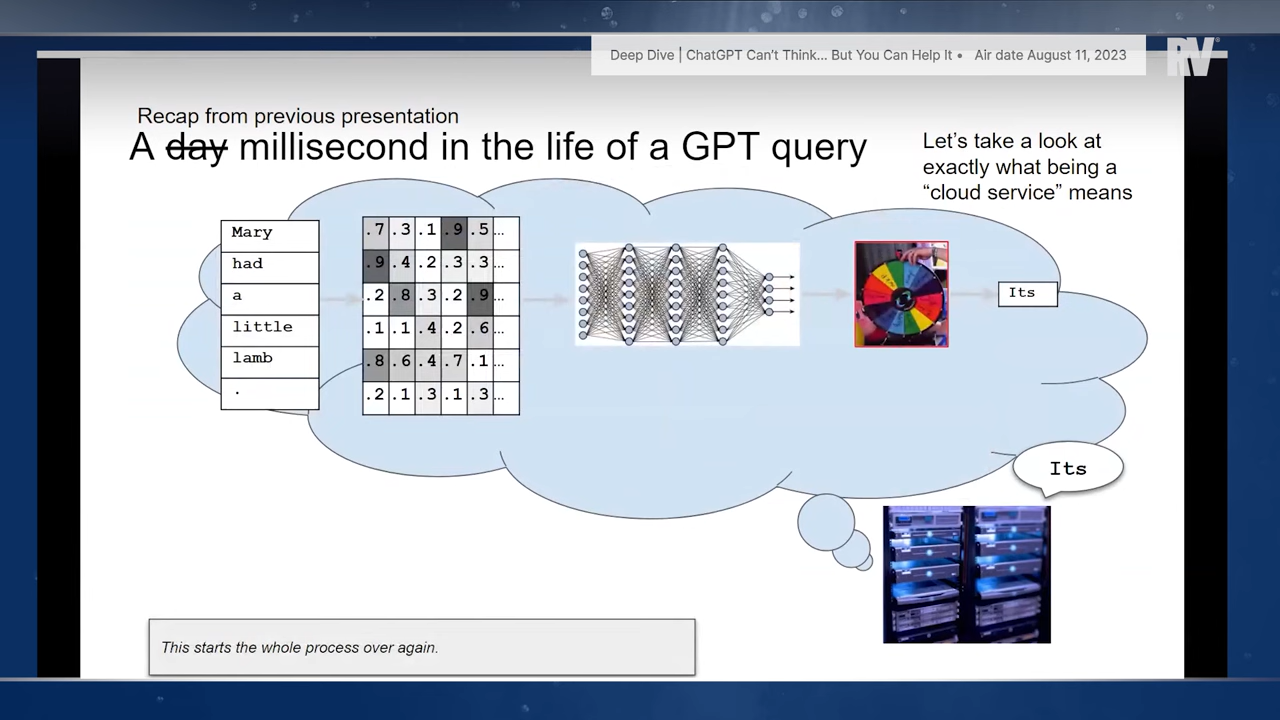 Deep Dive | ChatGPT Can't Think... But You Can Help It • Air date August 11, 2023
RV
Recap from previous presentation
A day millisecond in the life of a GPT query
Let's take a look at
exactly what being a
"cloud service" means
Mary
had
a
little
lamb
.
.7 .3 .1 .9 .5 ...
.9 .4 .2 .3 .3 ...
.2 .8 .3 .2 .9 ...
.1 .1 .4 .2 .6 ...
.8 .6 .4 .7 .1 ...
.2 .1 .3 .1 .3 ...
Its
Its
This starts the whole process over again.